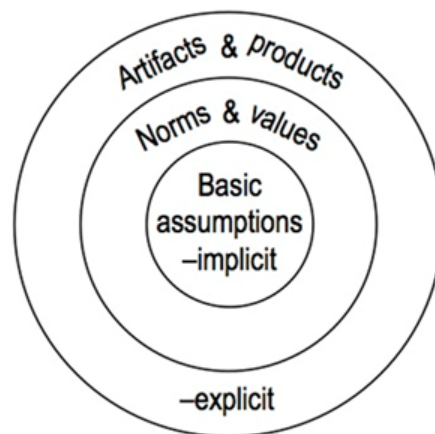 Artifacts & products
Norms & values
Basic
assumptions
–implicit
–explicit